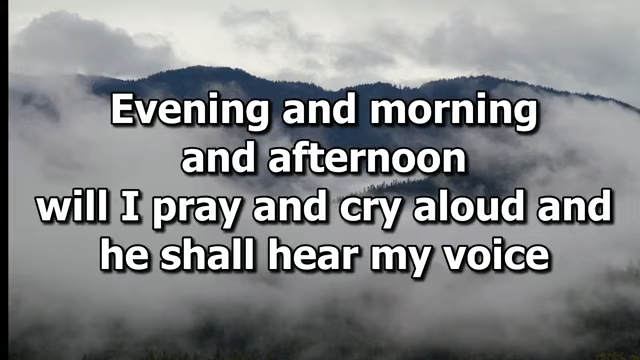 Evening and morning
and afternoon
will I pray and cry aloud and
he shall hear my voice